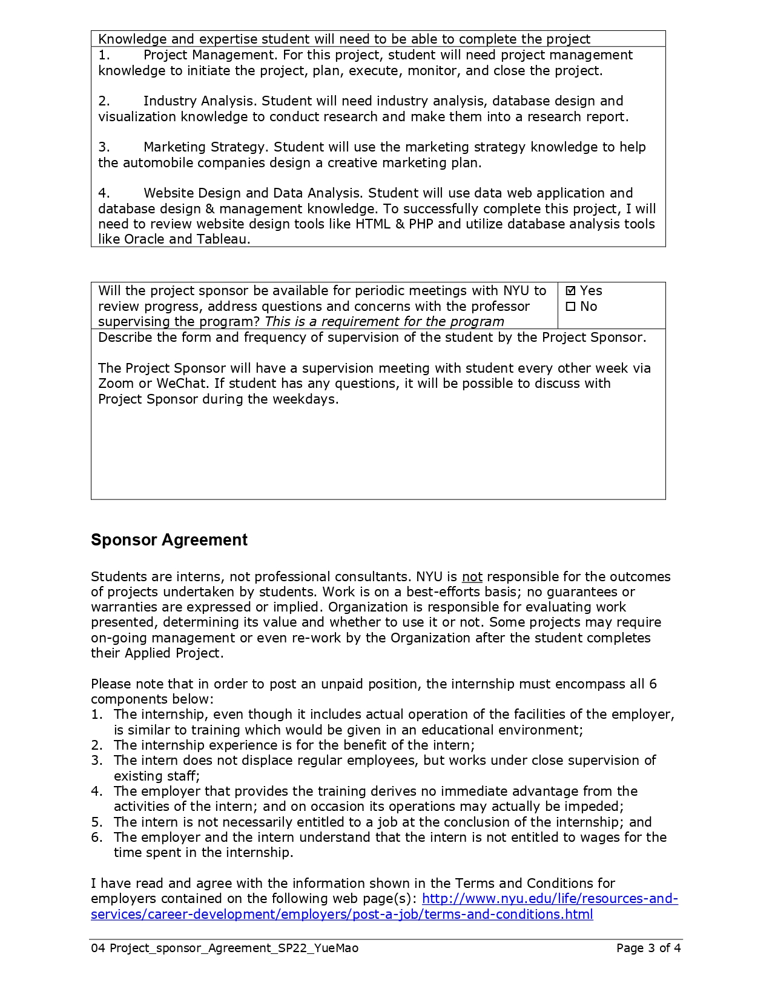 Knowledge and expertise student will need to be able to complete the project
1. Project Management. For this project, student will need project management
knowledge to initiate the project, plan, execute, monitor, and close the project.
2. Industry Analysis. Student will need industry analysis, database design and
visualization knowledge to conduct research and make them into a research report.
3. Marketing Strategy. Student will use the marketing strategy knowledge to help
the automobile companies design a creative marketing plan.
4. Website Design and Data Analysis. Student will use data web application and
database design & management knowledge. To successfully complete this project, I will
need to review website design tools like HTML & PHP and utilize database analysis tools
like Oracle and Tableau.
Will the project sponsor be available for periodic meetings with NYU to
review progress, address questions and concerns with the professor
supervising the program? This is a requirement for the program
☑ Yes
☐ No
Describe the form and frequency of supervision of the student by the Project Sponsor.
The Project Sponsor will have a supervision meeting with student every other week via
Zoom or WeChat. If student has any questions, it will be possible to discuss with
Project Sponsor during the weekdays.
Sponsor Agreement
Students are interns, not professional consultants. NYU is not responsible for the outcomes
of projects undertaken by students. Work is on a best-efforts basis; no guarantees or
warranties are expressed or implied. Organization is responsible for evaluating work
presented, determining its value and whether to use it or not. Some projects may require
on-going management or even re-work by the Organization after the student completes
their Applied Project.
Please note that in order to post an unpaid position, the internship must encompass all 6
components below:
1. The internship, even though it includes actual operation of the facilities of the employer,
is similar to training which would be given in an educational environment;
2. The internship experience is for the benefit of the intern;
3. The intern does not displace regular employees, but works under close supervision of
existing staff;
4. The employer that provides the training derives no immediate advantage from the
activities of the intern; and on occasion its operations may actually be impeded;
5. The intern is not necessarily entitled to a job at the conclusion of the internship; and
6. The employer and the intern understand that the intern is not entitled to wages for the
time spent in the internship.
I have read and agree with the information shown in the Terms and Conditions for
employers contained on the following web page(s): http://www.nyu.edu/life/resources-and-
services/career-development/employers/post-a-job/terms-and-conditions.html
04 Project_sponsor_Agreement_SP22_YueMao
Page 3 of 4